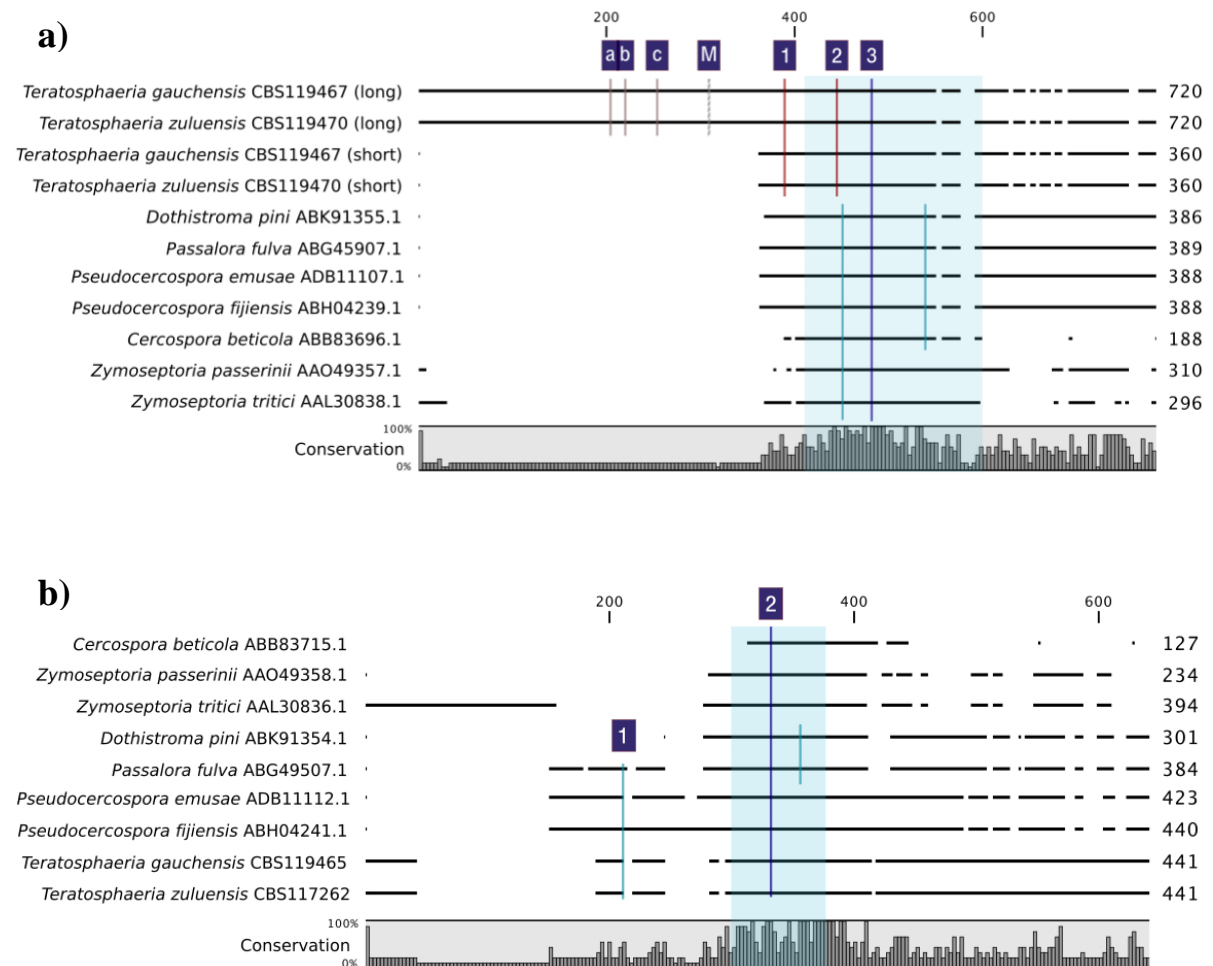 a)
200 400 600
a b c M 1 2 3
Teratosphaeria gauchensis CBS119467 (long) 720
Teratosphaeria zuluensis CBS119470 (long) 720
Teratosphaeria gauchensis CBS119467 (short) 360
Teratosphaeria zuluensis CBS119470 (short) 360
Dothistroma pini ABK91355.1 386
Passalora fulva ABG45907.1 389
Pseudocercospora emusae ADB11107.1 388
Pseudocercospora fijiensis ABH04239.1 388
Cercospora beticola ABB83696.1 188
Zymoseptoria passerinii AAO49357.1 310
Zymoseptoria tritici AAL30838.1 296
100%
Conservation
0%
b)
200 400 600
2
Cercospora beticola ABB83715.1 127
Zymoseptoria passerinii AAO49358.1 234
Zymoseptoria tritici AAL30836.1 394
Dothistroma pini ABK91354.1 1 301
Passalora fulva ABG49507.1 384
Pseudocercospora emusae ADB11112.1 423
Pseudocercospora fijiensis ABH04241.1 440
Teratosphaeria gauchensis CBS119465 441
Teratosphaeria zuluensis CBS117262 441
100%
Conservation
0%